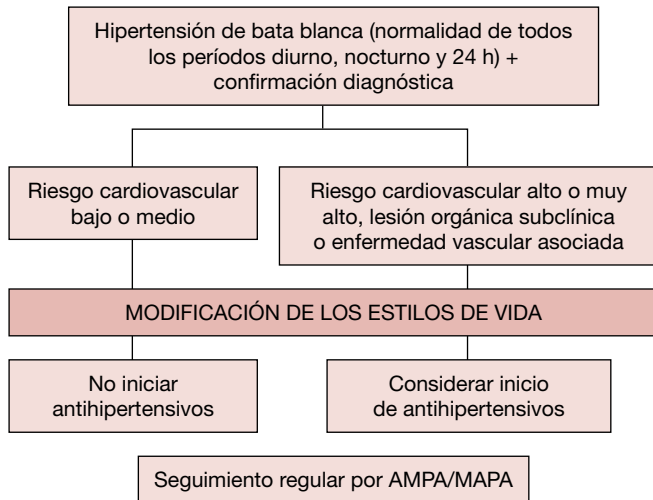 Hipertensión de bata blanca (normalidad de todos
los períodos diurno, nocturno y 24 h) +
confirmación diagnóstica
Riesgo cardiovascular
bajo o medio
Riesgo cardiovascular alto o muy
alto, lesión orgánica subclínica
o enfermedad vascular asociada
MODIFICACIÓN DE LOS ESTILOS DE VIDA
No iniciar
antihipertensivos
Considerar inicio
de antihipertensivos
Seguimiento regular por AMPA/MAPA